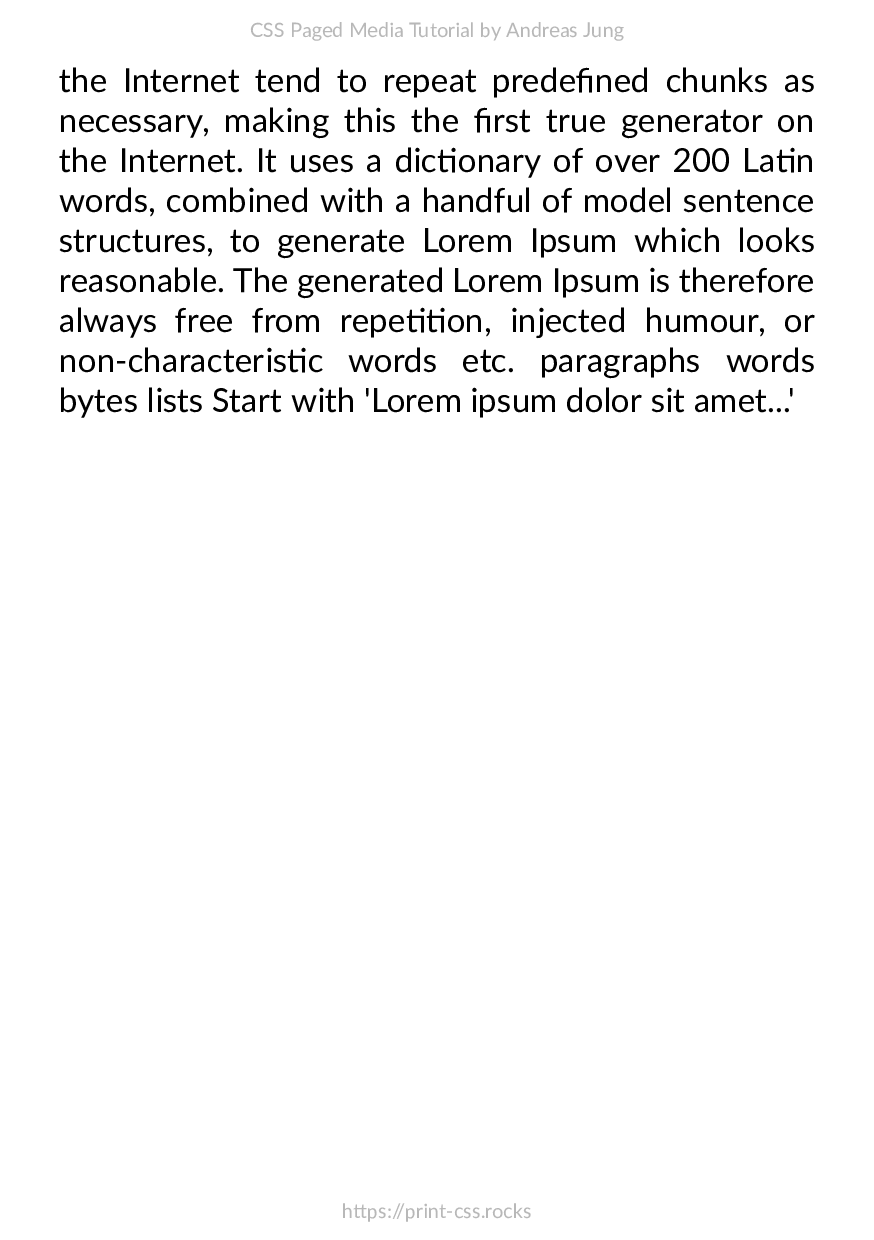 CSS Paged Media Tutorial by Andreas Jung
the Internet tend to repeat predefined chunks as
necessary, making this the first true generator on
the Internet. It uses a dictionary of over 200 Latin
words, combined with a handful of model sentence
structures, to generate Lorem Ipsum which looks
reasonable. The generated Lorem Ipsum is therefore
always free from repetition, injected humour, or
non-characteristic words etc. paragraphs words
bytes lists Start with 'Lorem ipsum dolor sit amet...'
https://print-css.rocks